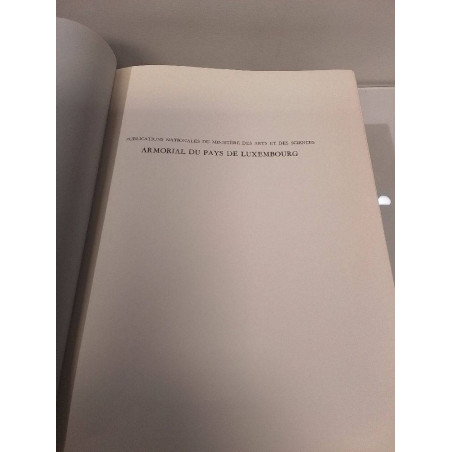 PUBLICATIONS NATIONALES DU MINISTÈRE DES ARTS ET DES SCIENCES
ARMORIAL DU PAYS DE LUXEMBOURG